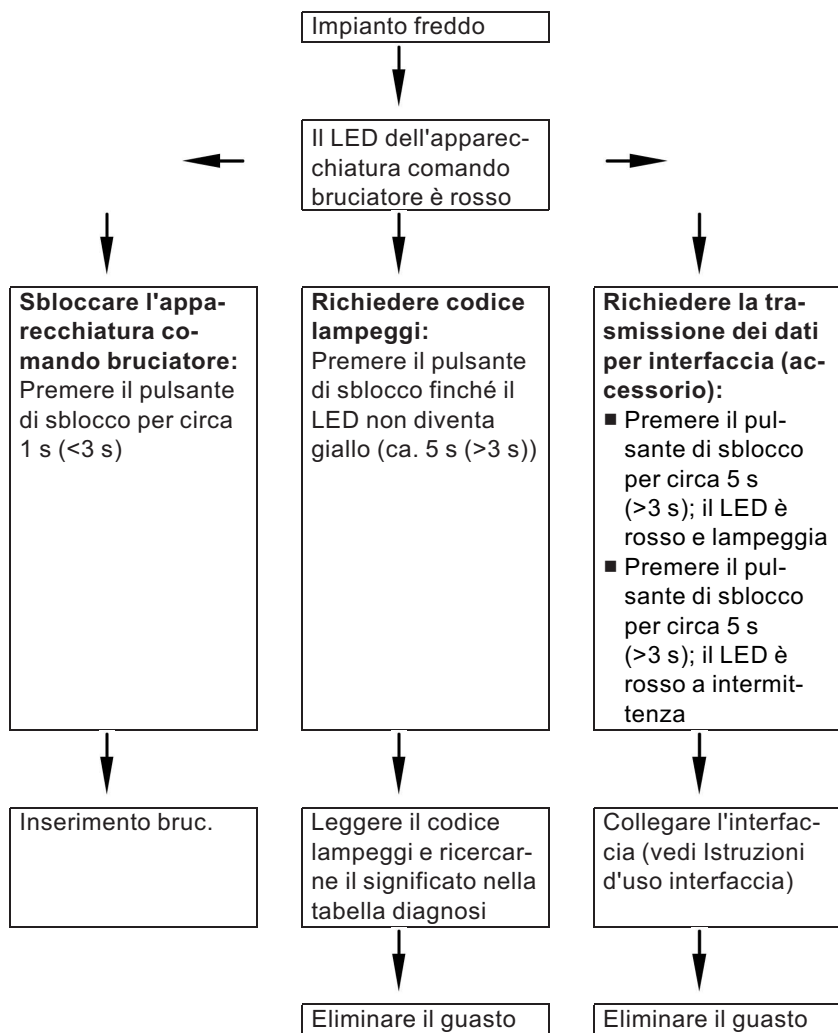 Impianto freddo
Il LED dell'apparec-
chiatura comando
bruciatore è rosso
Sbloccare l'appa-
recchiatura co-
mando bruciatore:
Premere il pulsante
di sblocco per circa
1 s (<3 s)
Richiedere codice
lampeggi:
Premere il pulsante
di sblocco finché il
LED non diventa
giallo (ca. 5 s (>3 s))
Richiedere la tra-
smissione dei dati
per interfaccia (ac-
cessorio):
■ Premere il pul-
sante di sblocco
per circa 5 s
(>3 s); il LED è
rosso e lampeggia
■ Premere il pul-
sante di sblocco
per circa 5 s
(>3 s); il LED è
rosso a intermit-
tenza
Inserimento bruc.
Leggere il codice
lampeggi e ricercar-
ne il significato nella
tabella diagnosi
Collegare l'interfac-
cia (vedi Istruzioni
d'uso interfaccia)
Eliminare il guasto
Eliminare il guasto